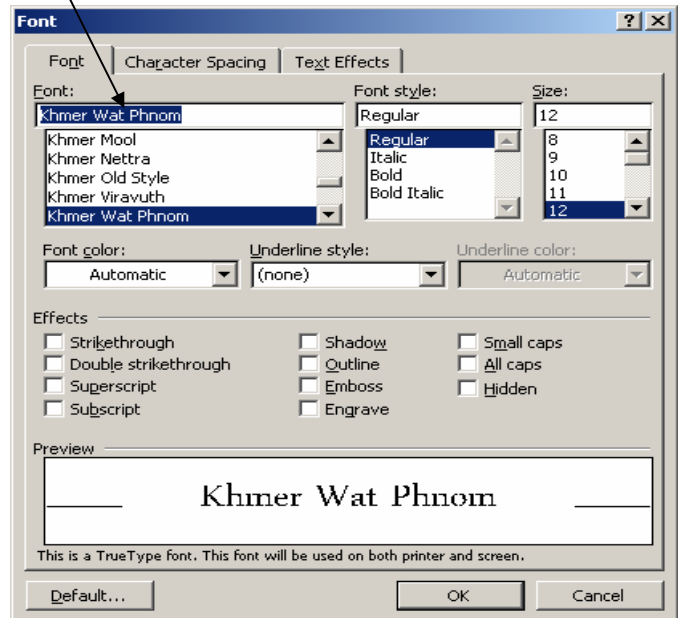 Font
Font Character Spacing Text Effects
Font: Font style: Size:
Khmer Wat Phnom Regular 12
Khmer Mool Regular 8
Khmer Nettra Italic 9
Khmer Old Style Bold 10
Khmer Viravuth Bold Italic 11
Khmer Wat Phnom 12
Font color: Underline style: Underline color:
Automatic (none) Automatic
Effects
Strikethrough Shadow Small caps
Double strikethrough Outline All caps
Superscript Emboss Hidden
Subscript Engrave
Preview
Khmer Wat Phnom
This is a TrueType font. This font will be used on both printer and screen.
Default... OK Cancel